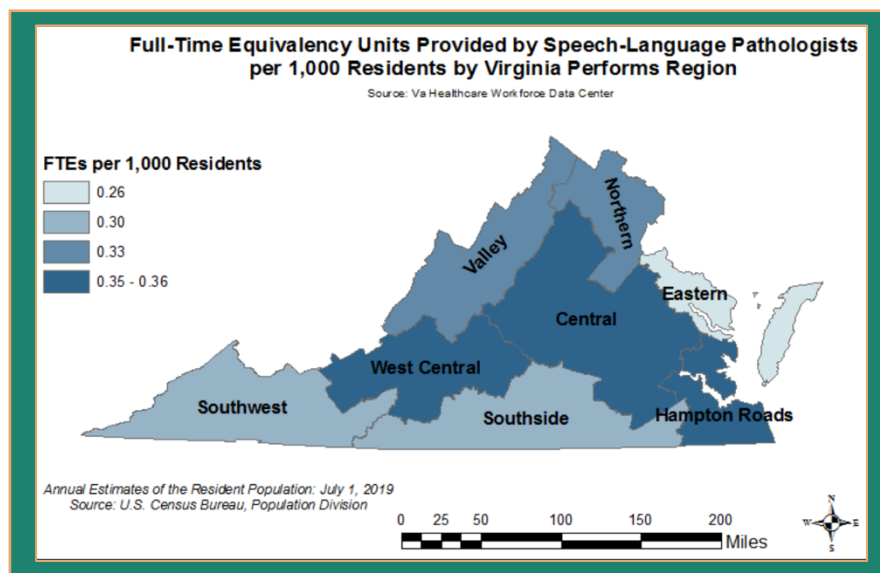 Full-Time Equivalency Units Provided by Speech-Language Pathologists
per 1,000 Residents by Virginia Performs Region
Source: Va Healthcare Workforce Data Center
FTEs per 1,000 Residents
0.26
0.30
0.33
0.35 - 0.36
Northern
Valley
Eastern
Central
West Central
Southwest
Southside
Hampton Roads
Annual Estimates of the Resident Population: July 1, 2019
Source: U.S. Census Bureau, Population Division
0 25 50 100 150 200
Miles
N
W E
S